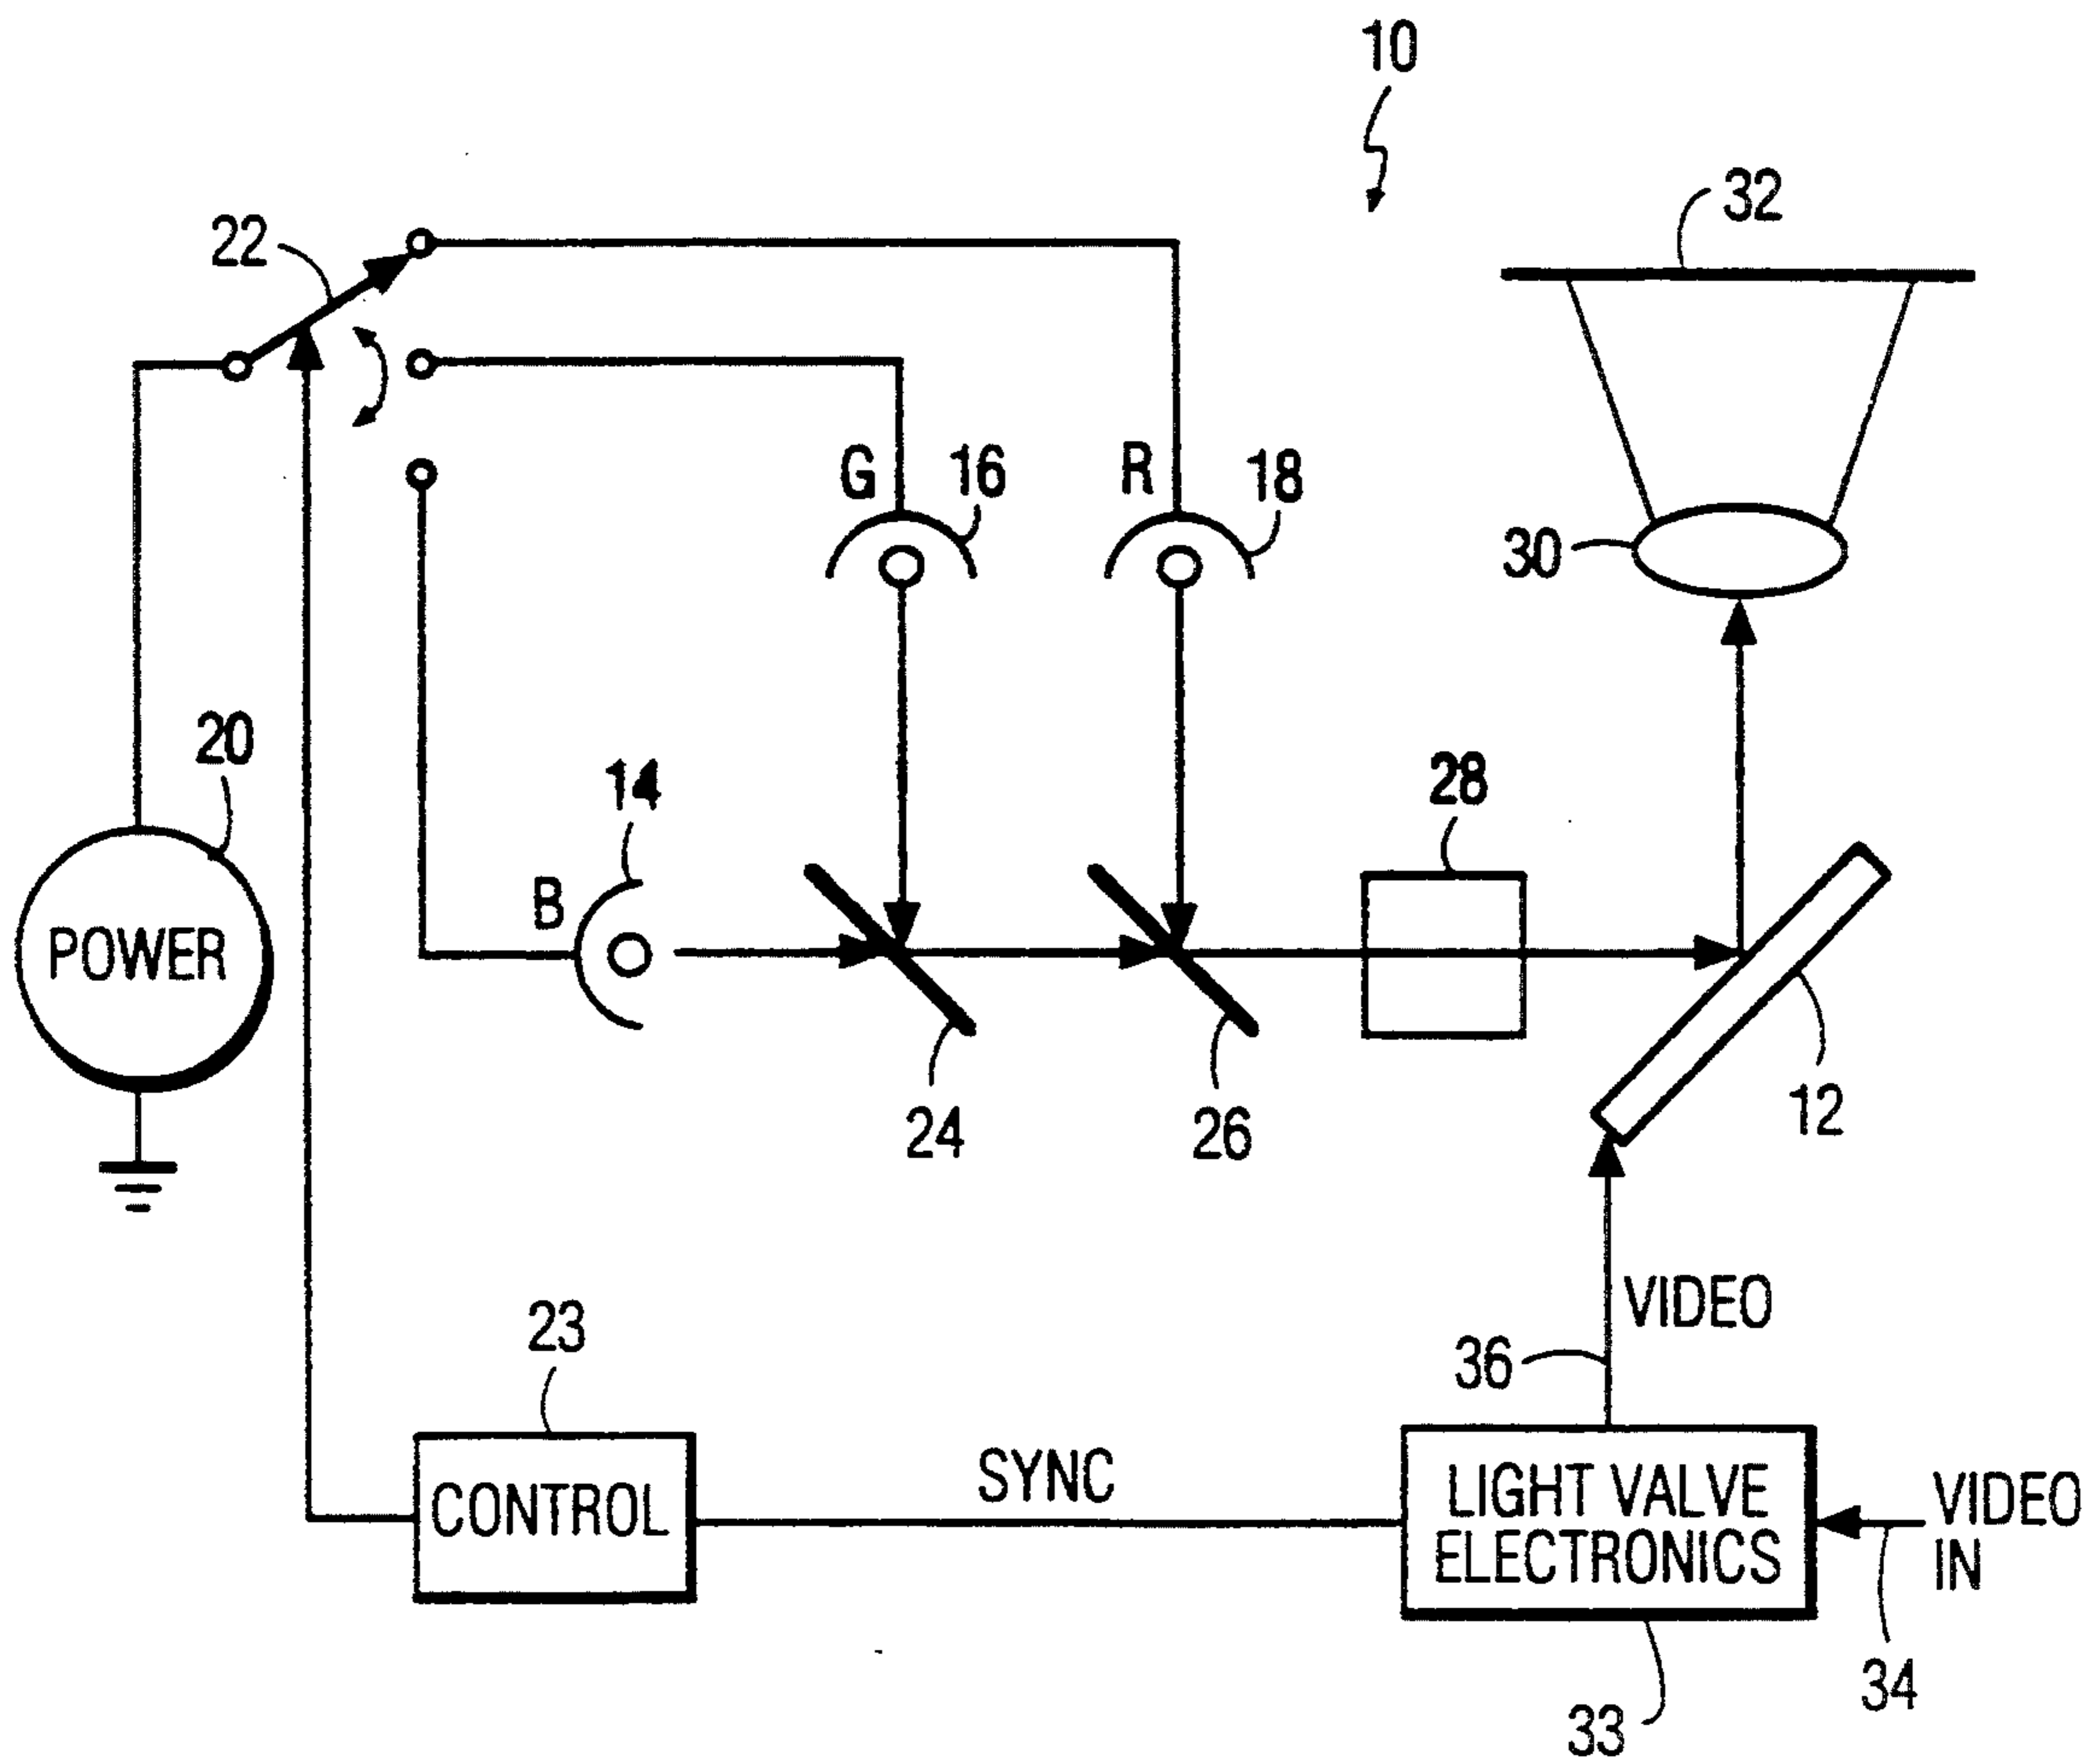 10
32
22
G
16
R
18
30
20
14
28
B
POWER
24
26
12
VIDEO
36
23
CONTROL
SYNC
LIGHT VALVE
ELECTRONICS
VIDEO
IN
34
33